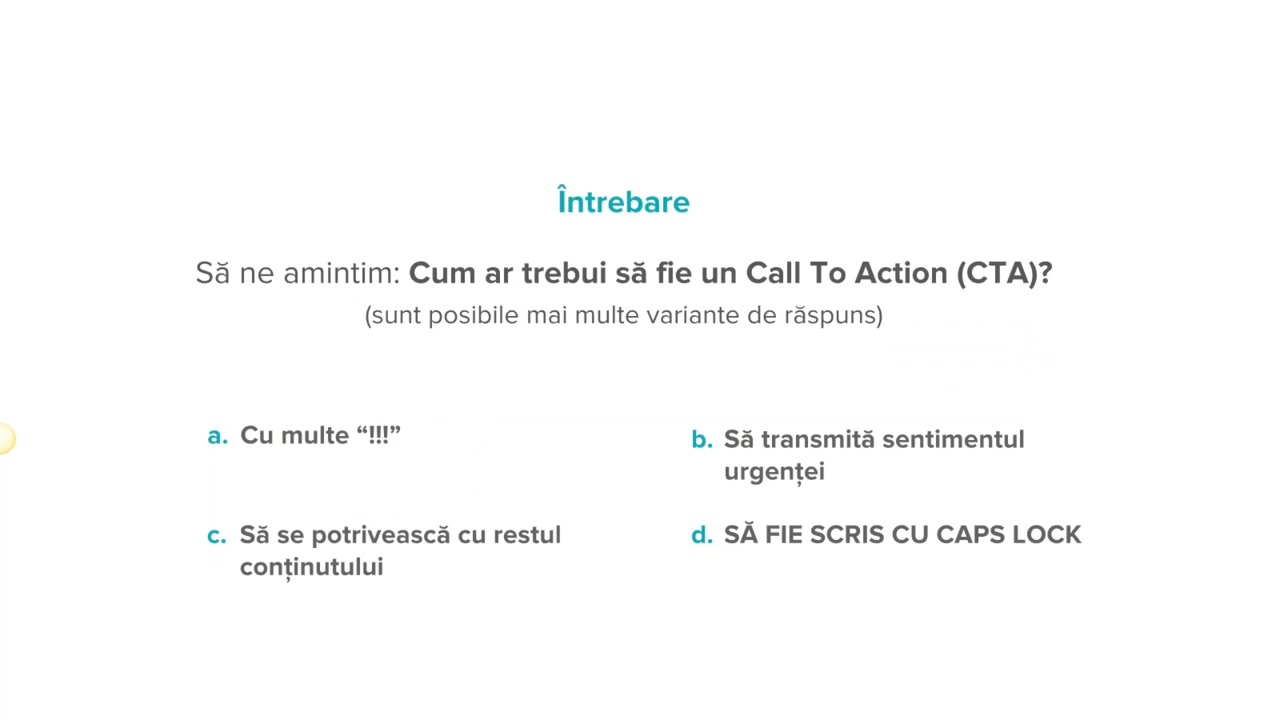 Întrebare
Să ne amintim: Cum ar trebui să fie un Call To Action (CTA)?
(sunt posibile mai multe variante de răspuns)
a. Cu multe “!!!”
b. Să transmită sentimentul
urgenței
c. Să se potrivească cu restul
conținutului
d. SĂ FIE SCRIS CU CAPS LOCK